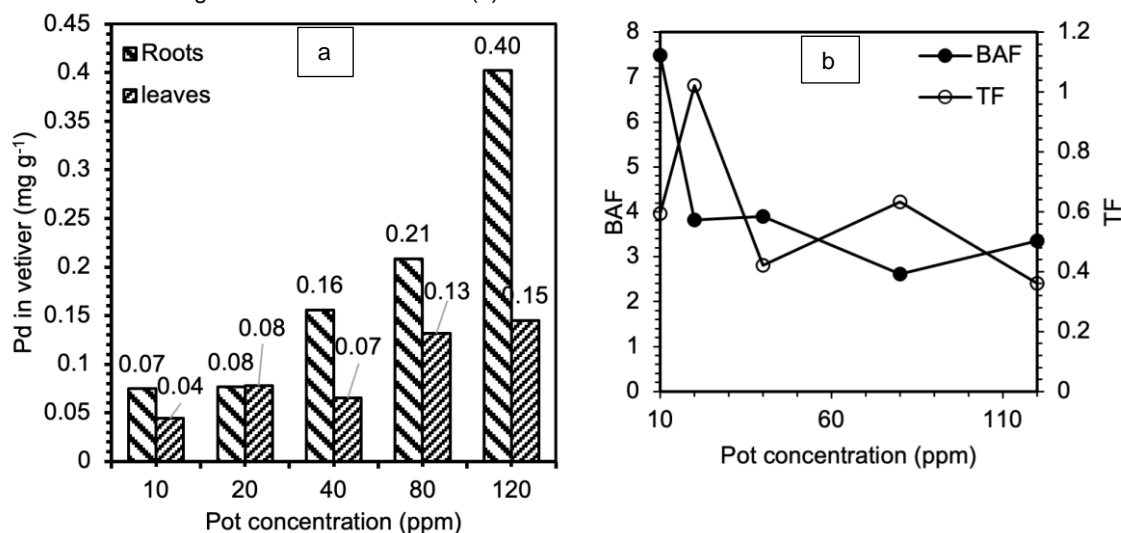 0.45
0.4
0.35
0.3
0.25
0.2
0.15
0.1
0.05
0
Pd in vetiver (mg g⁻¹)
Roots
leaves
a
0.07
0.04
0.08
0.08
0.16
0.07
0.21
0.13
0.40
0.15
10 20 40 80 120
Pot concentration (ppm)
8
7
6
5
4
3
2
1
0
BAF
b
BAF
TF
1.2
1
0.8
0.6
0.4
0.2
0
TF
10 60 110
Pot concentration (ppm)